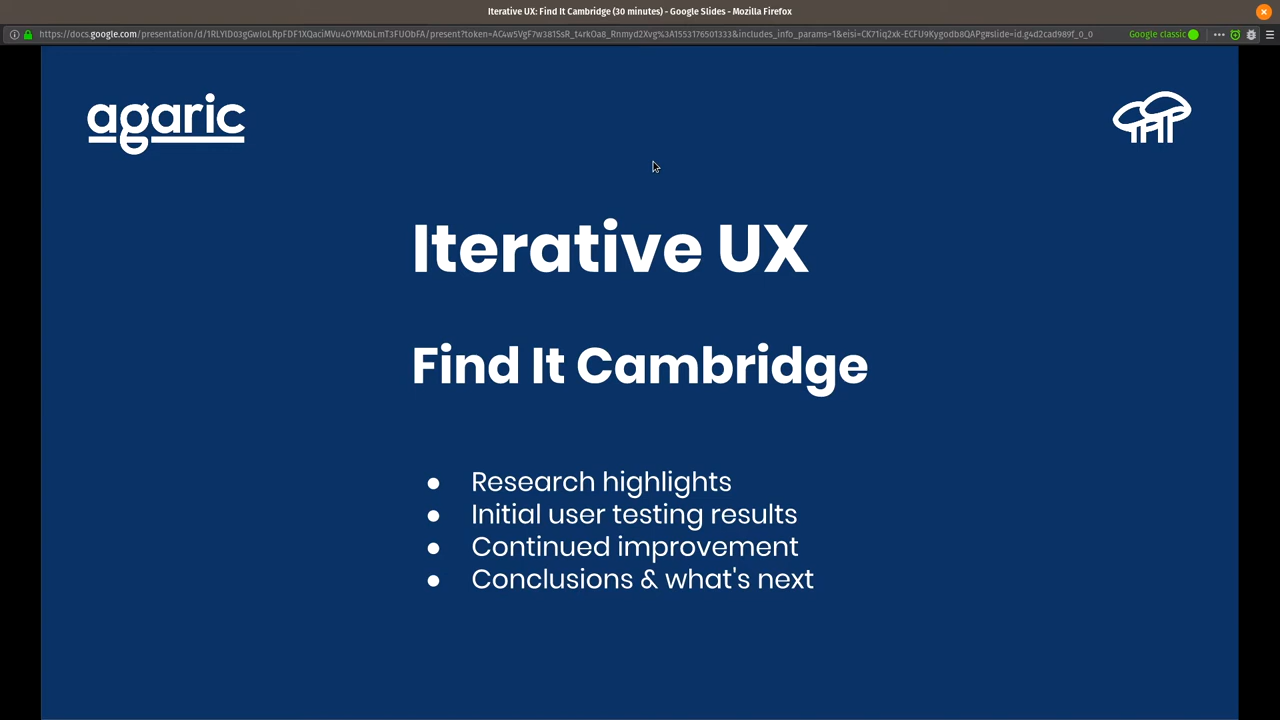 Iterative UX: Find It Cambridge (30 minutes) - Google Slides - Mozilla Firefox
Google classic
agaric
Iterative UX
Find It Cambridge
● Research highlights
● Initial user testing results
● Continued improvement
● Conclusions & what's next